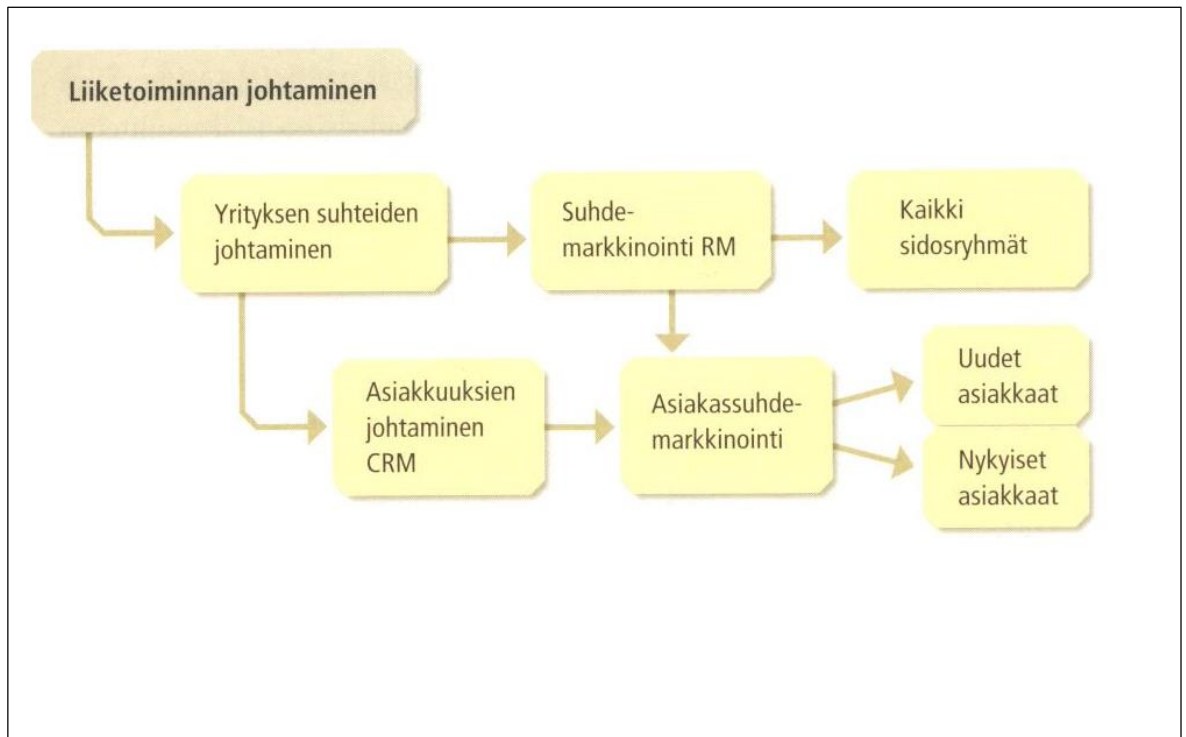 Liiketoiminnan johtaminen
Yrityksen suhteiden
johtaminen
Suhde-
markkinointi RM
Kaikki
sidosryhmät
Asiakkuuksien
johtaminen
CRM
Asiakassuhde-
markkinointi
Uudet
asiakkaat
Nykyiset
asiakkaat